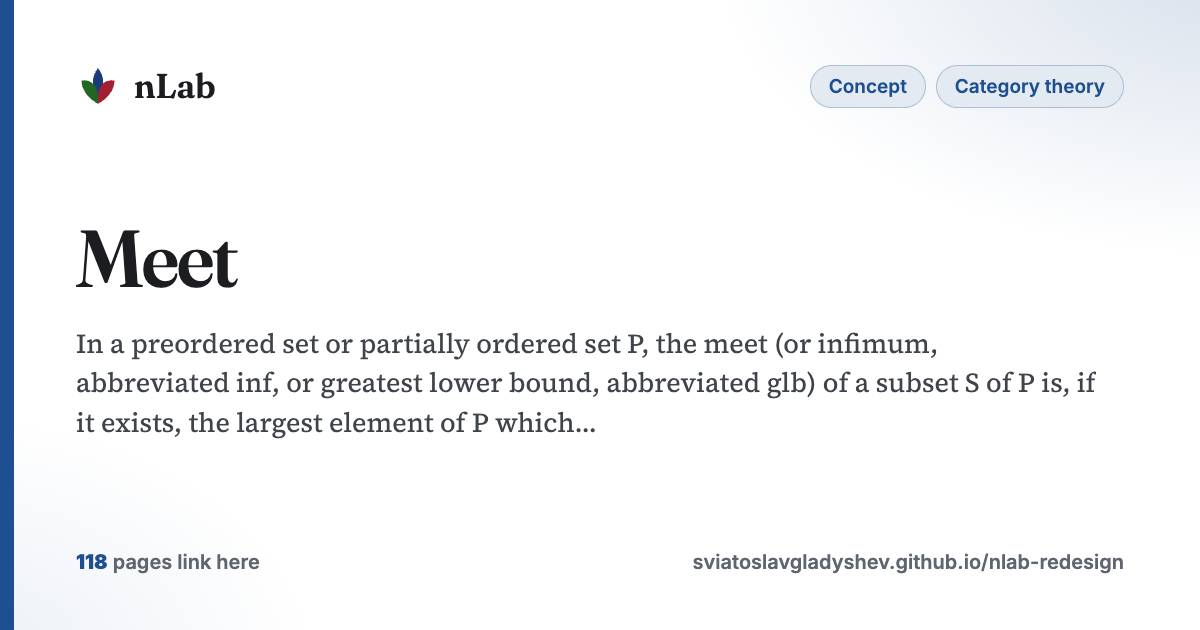 nLab
Concept
Category theory
Meet
In a preordered set or partially ordered set P, the meet (or infimum,
abbreviated inf, or greatest lower bound, abbreviated glb) of a subset S of P is, if
it exists, the largest element of P which...
118 pages link here
sviatoslavgladyshev.github.io/nlab-redesign